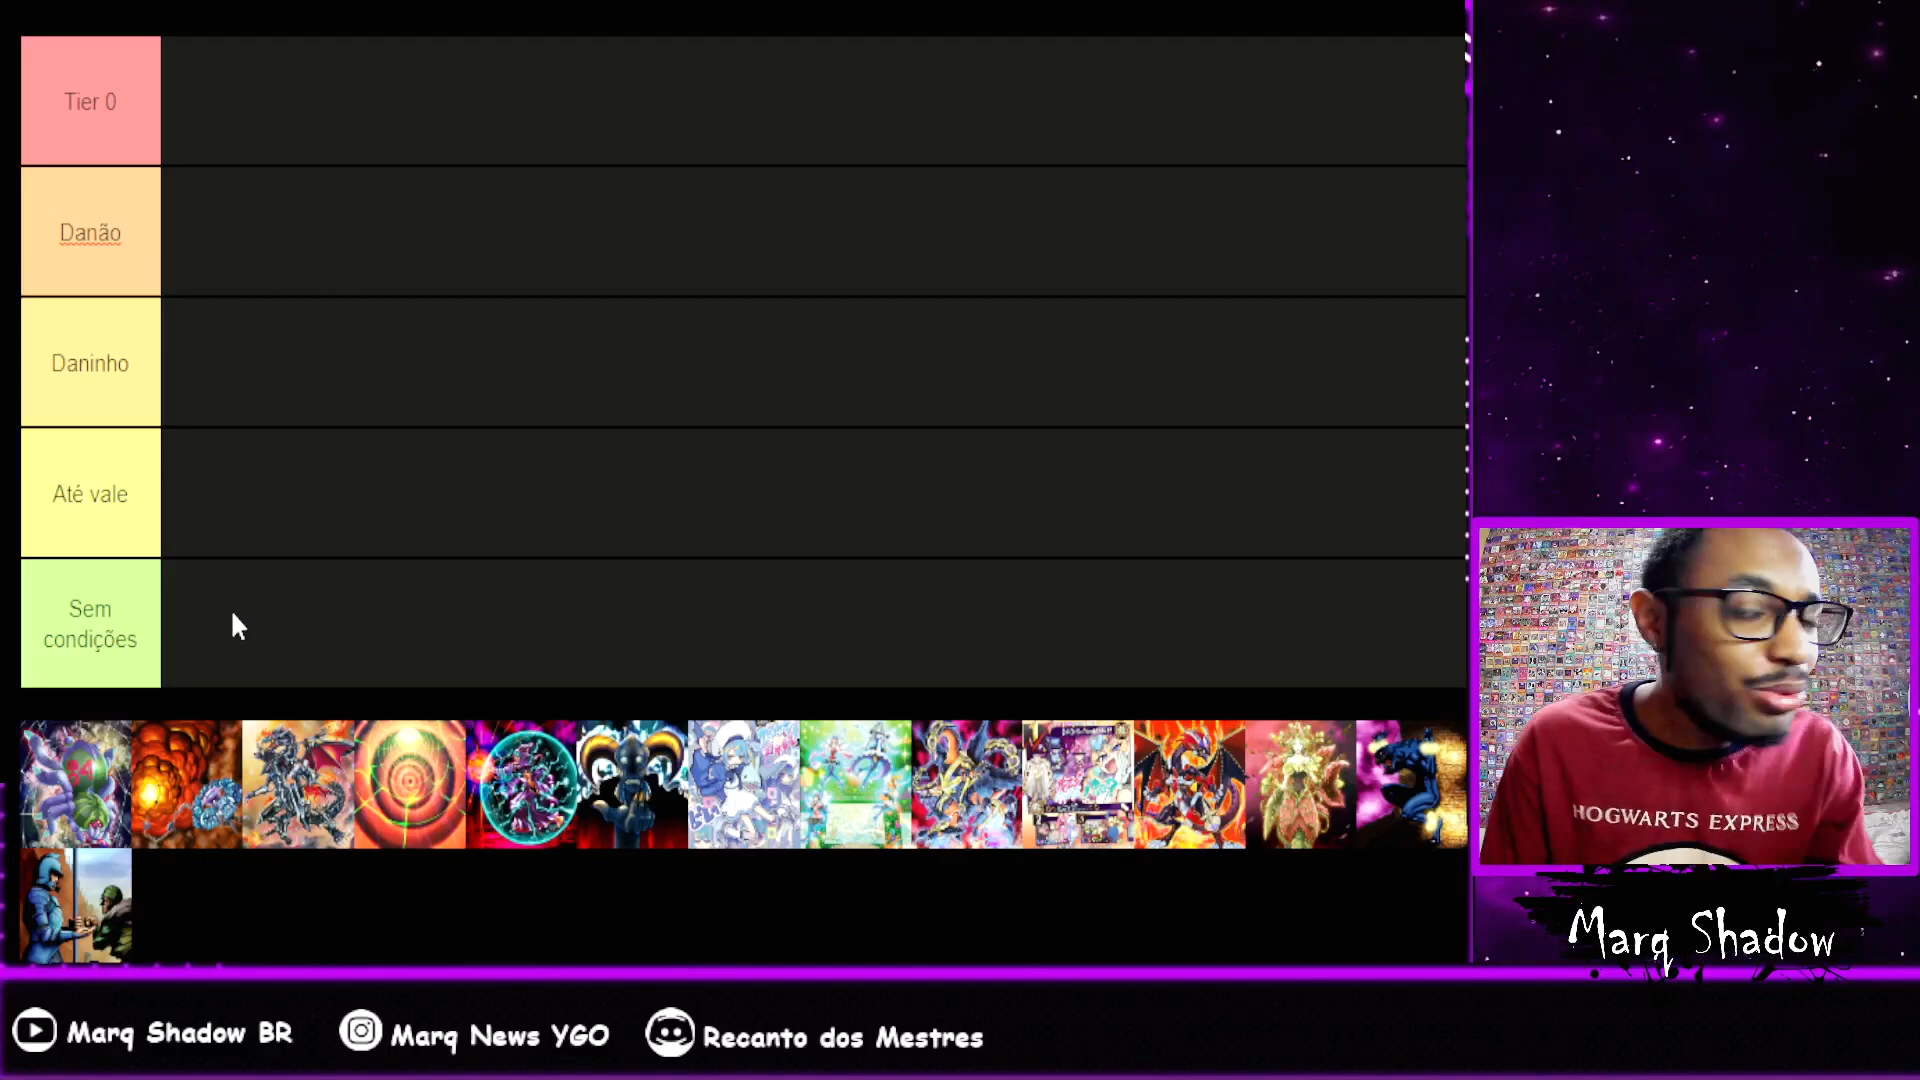 Tier 0
Danão
Daninho
Até vale
Sem
condições
84
HOGWARTS EXPRESS
Marq Shadow
Marq Shadow BR
Marq News YGO
Recanto dos Mestres